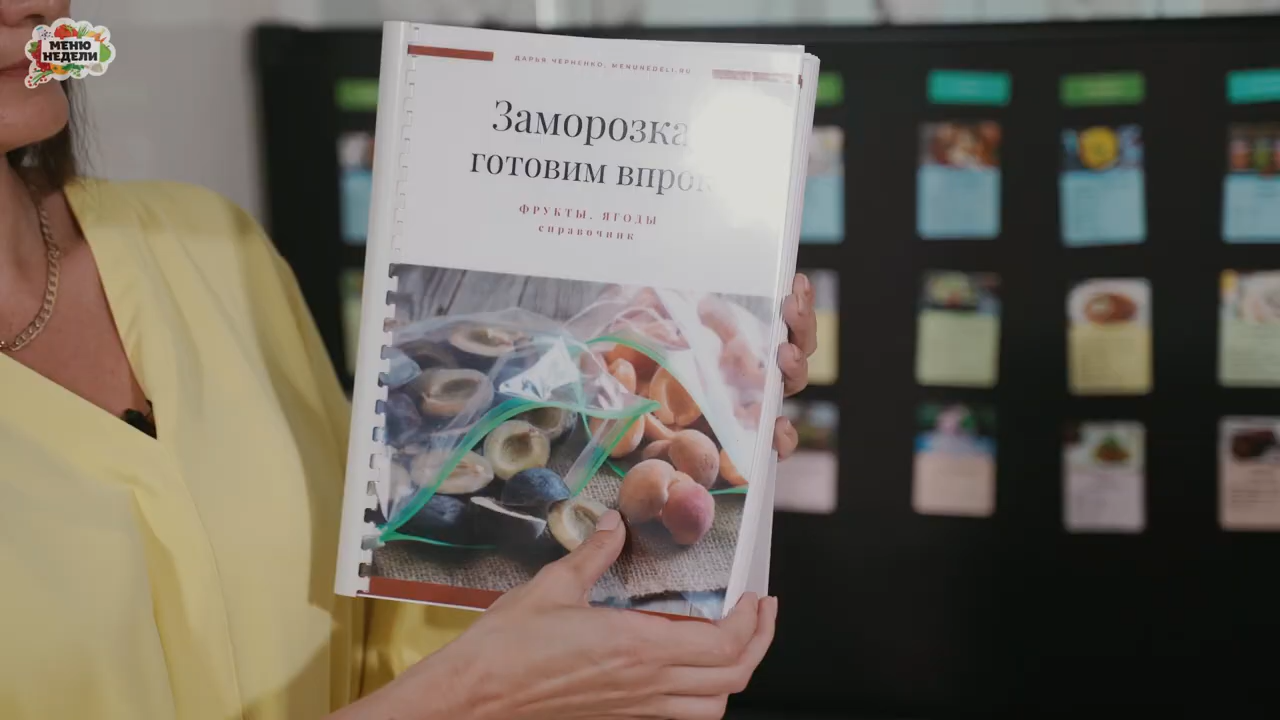 МЕНЮ
НЕДЕЛИ
ДАРЬЯ ЧЕРНЕНКО, MENUNEDELI.RU
Заморозка
готовим впрок
ФРУКТЫ, ЯГОДЫ
справочник